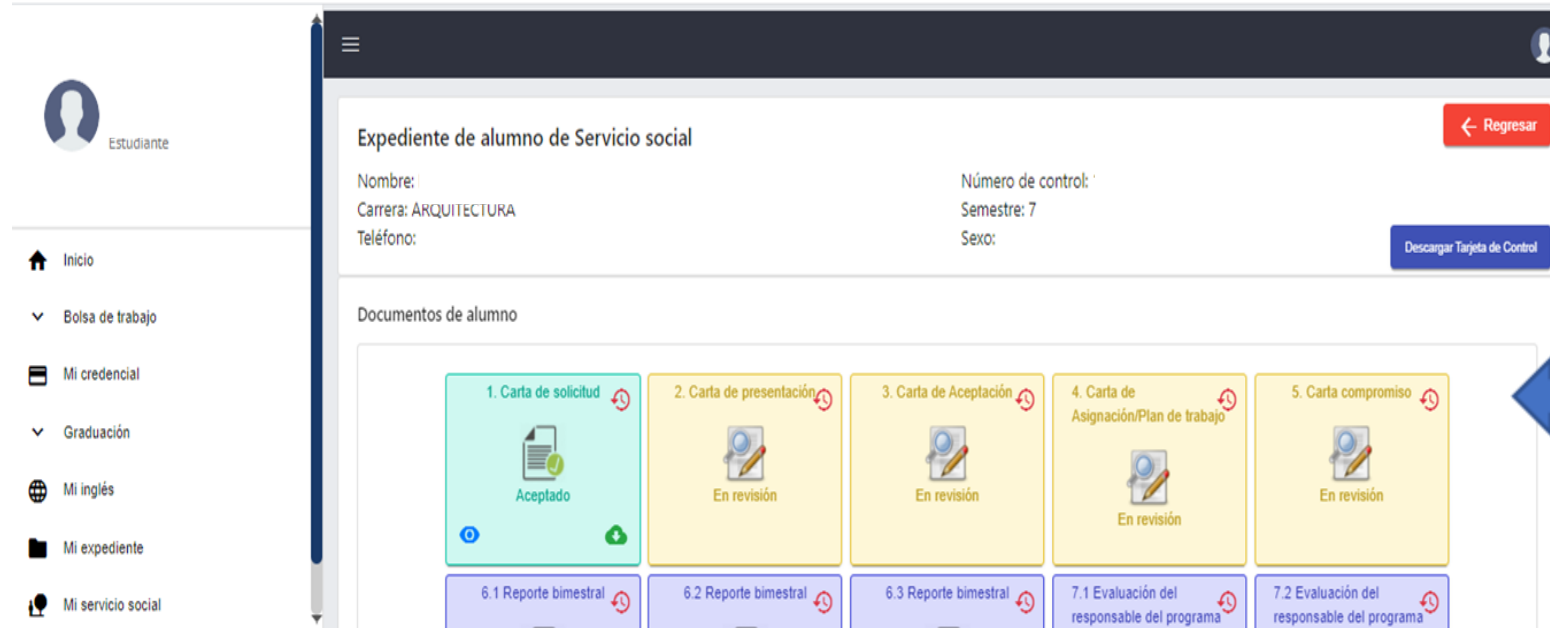 Estudiante
Inicio
Bolsa de trabajo
Mi credencial
Graduación
Mi inglés
Mi expediente
Mi servicio social
Regresar
Expediente de alumno de Servicio social
Nombre:
Número de control:
Carrera: ARQUITECTURA
Semestre: 7
Teléfono:
Sexo:
Descargar Tarjeta de Control
Documentos de alumno
1. Carta de solicitud
Aceptado
2. Carta de presentación
En revisión
3. Carta de Aceptación
En revisión
4. Carta de
Asignación/Plan de trabajo
En revisión
5. Carta compromiso
En revisión
6.1 Reporte bimestral
6.2 Reporte bimestral
6.3 Reporte bimestral
7.1 Evaluación del
responsable del programa
7.2 Evaluación del
responsable del programa